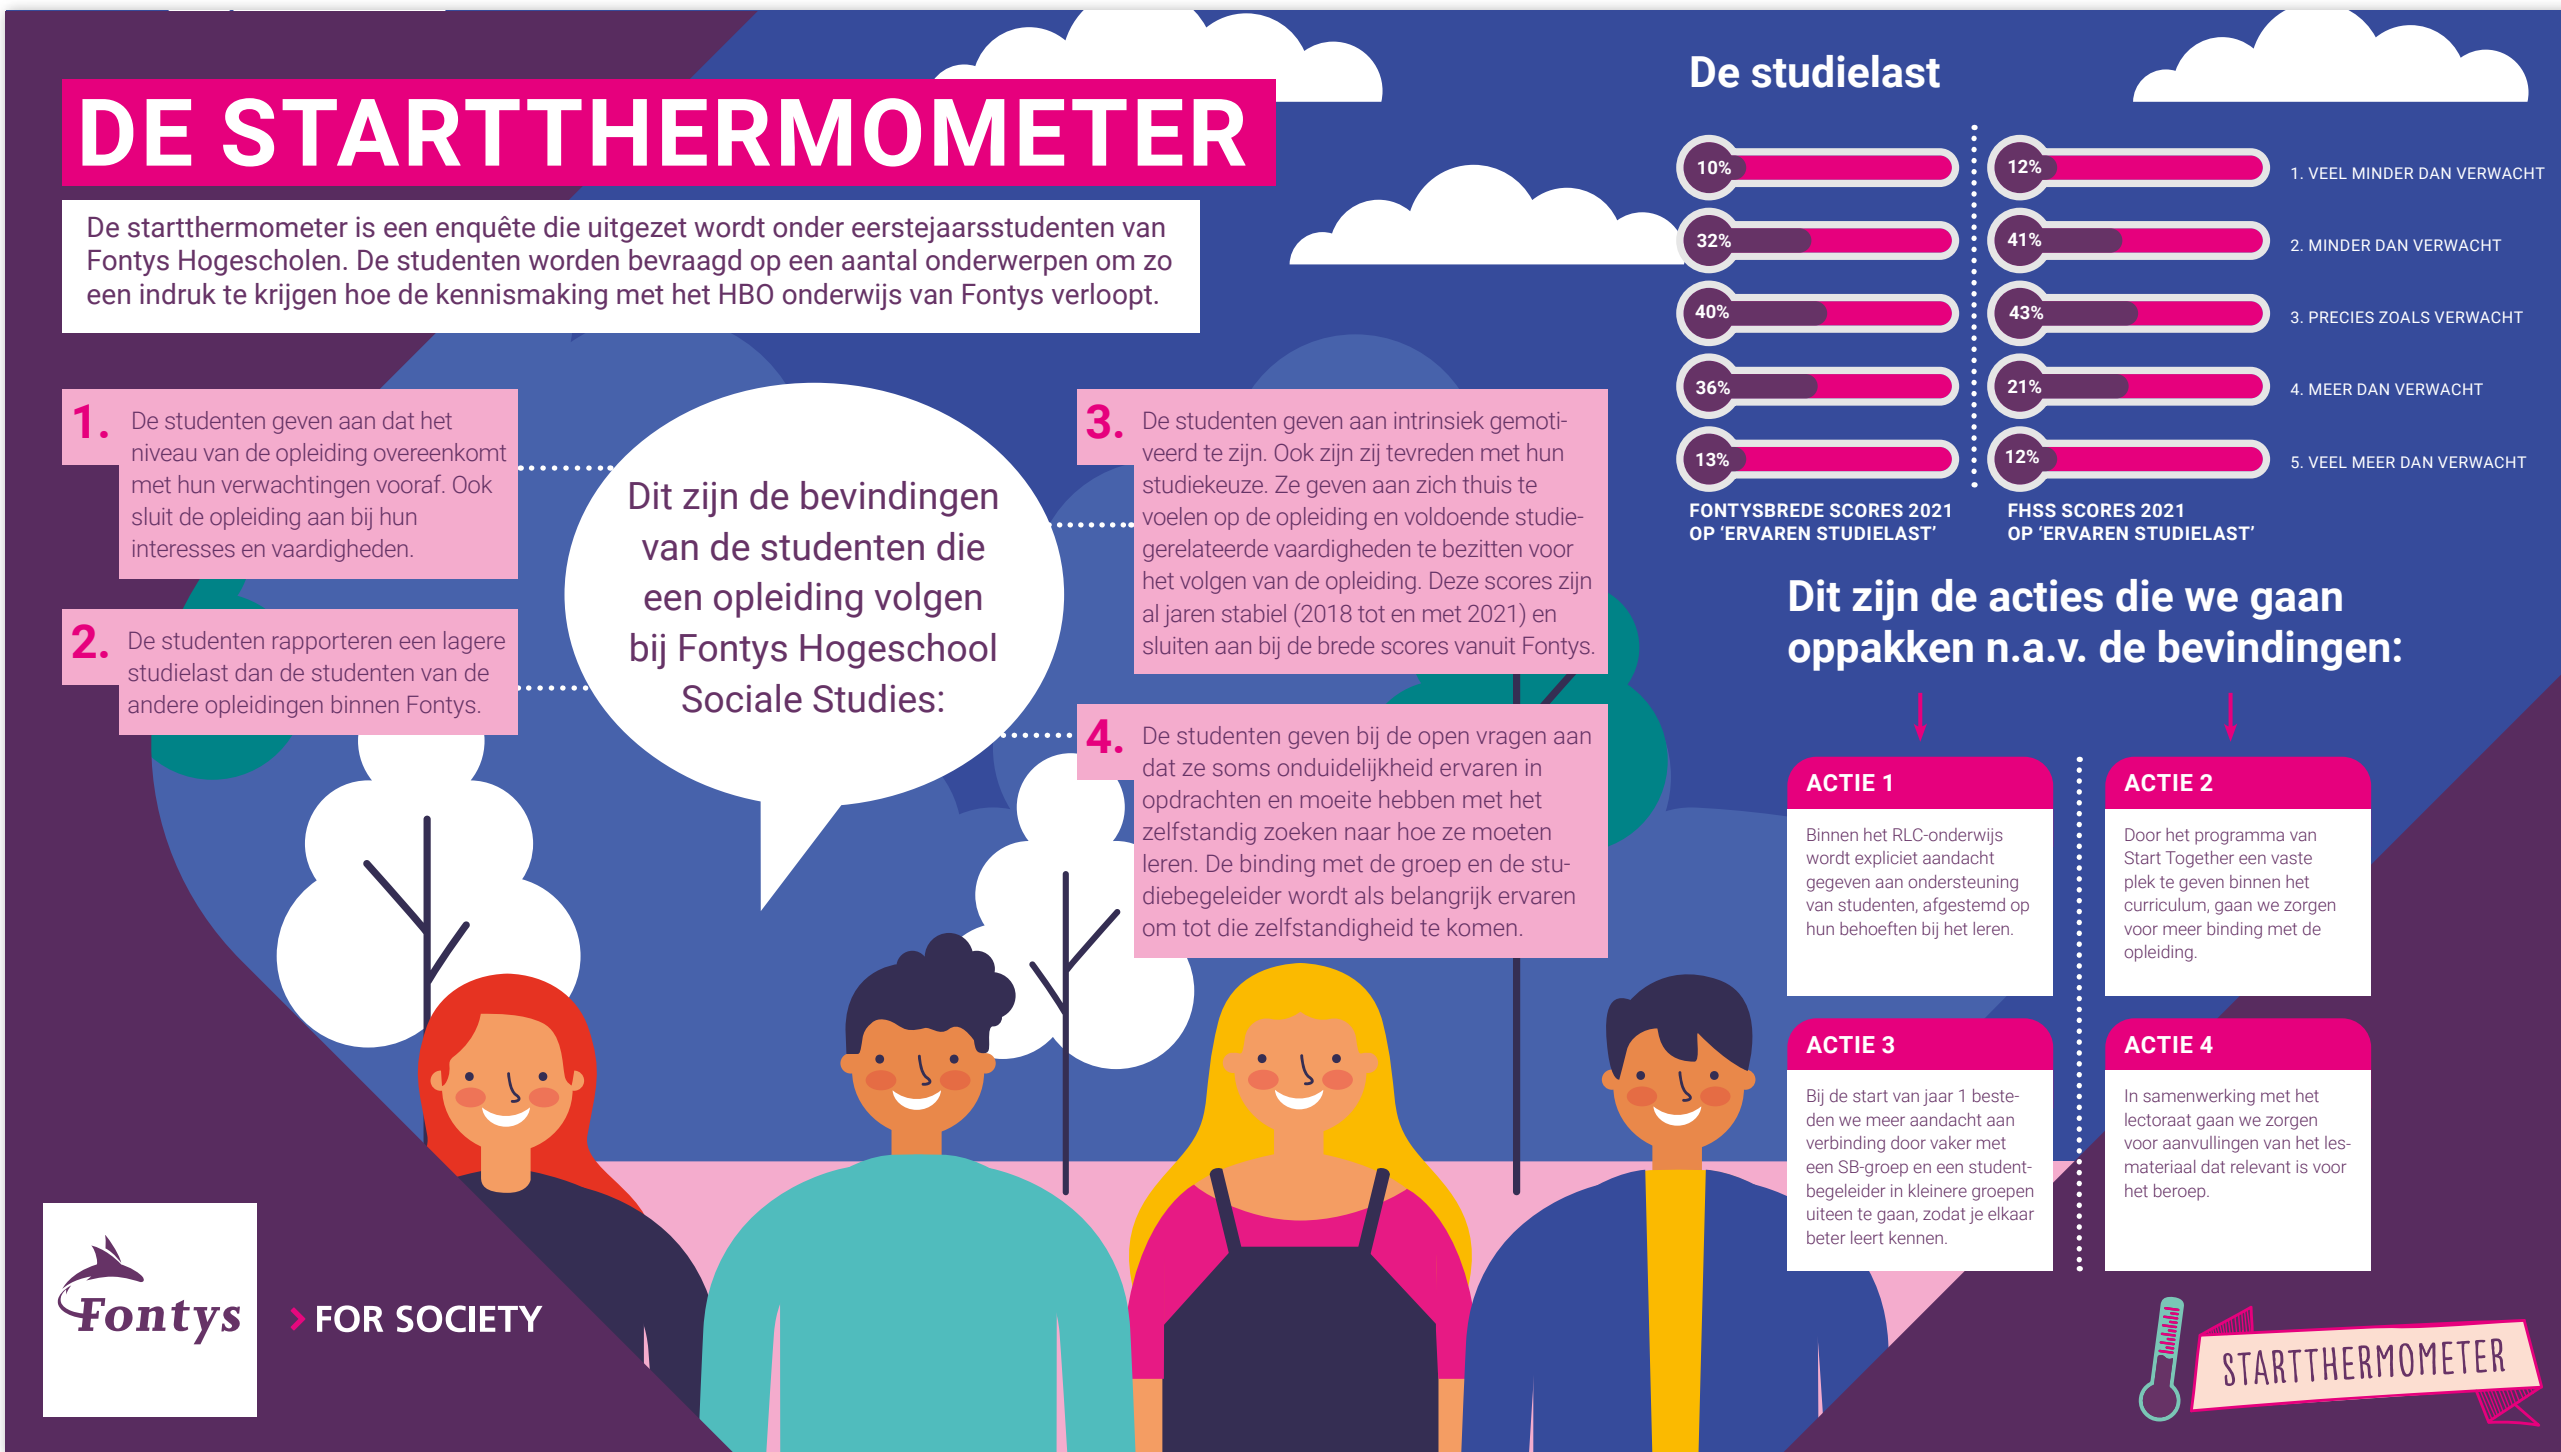 DE STARTTHERMOMETER
De startthermometer is een enquête die uitgezet wordt onder eerstejaarsstudenten van
Fontys Hogescholen. De studenten worden bevraagd op een aantal onderwerpen om zo
een indruk te krijgen hoe de kennismaking met het HBO onderwijs van Fontys verloopt.
1.
De studenten geven aan dat het
niveau van de opleiding overeenkomt
met hun verwachtingen vooraf. Ook
sluit de opleiding aan bij hun
interesses en vaardigheden.
2.
De studenten rapporteren een lagere
studielast dan de studenten van de
andere opleidingen binnen Fontys.
Dit zijn de bevindingen
van de studenten die
een opleiding volgen
bij Fontys Hogeschool
Sociale Studies:
3.
De studenten geven aan intrinsiek gemoti-
veerd te zijn. Ook zijn zij tevreden met hun
studiekeuze. Ze geven aan zich thuis te
voelen op de opleiding en voldoende studie-
gerelateerde vaardigheden te bezitten voor
het volgen van de opleiding. Deze scores zijn
al jaren stabiel (2018 tot en met 2021) en
sluiten aan bij de brede scores vanuit Fontys.
4.
De studenten geven bij de open vragen aan
dat ze soms onduidelijkheid ervaren in
opdrachten en moeite hebben met het
zelfstandig zoeken naar hoe ze moeten
leren. De binding met de groep en de stu-
diebegeleider wordt als belangrijk ervaren
om tot die zelfstandigheid te komen.
De studielast
10% 12% 1. VEEL MINDER DAN VERWACHT
32% 41% 2. MINDER DAN VERWACHT
40% 43% 3. PRECIES ZOALS VERWACHT
36% 21% 4. MEER DAN VERWACHT
13% 12% 5. VEEL MEER DAN VERWACHT
FONTYSBREDE SCORES 2021
OP ‘ERVAREN STUDIELAST’
FHSS SCORES 2021
OP ‘ERVAREN STUDIELAST’
Dit zijn de acties die we gaan
oppakken n.a.v. de bevindingen:
ACTIE 1
Binnen het RLC-onderwijs
wordt expliciet aandacht
gegeven aan ondersteuning
van studenten, afgestemd op
hun behoeften bij het leren.
ACTIE 2
Door het programma van
Start Together een vaste
plek te geven binnen het
curriculum, gaan we zorgen
voor meer binding met de
opleiding.
ACTIE 3
Bij de start van jaar 1 beste-
den we meer aandacht aan
verbinding door vaker met
een SB-groep en een student-
begeleider in kleinere groepen
uiteen te gaan, zodat je elkaar
beter leert kennen.
ACTIE 4
In samenwerking met het
lectoraat gaan we zorgen
voor aanvullingen van het les-
materiaal dat relevant is voor
het beroep.
Fontys
> FOR SOCIETY
STARTTHERMOMETER